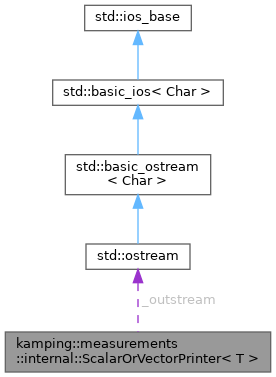 std::ios_base
std::basic_ios< Char >
std::basic_ostream
< Char >
std::ostream
_outstream
kamping::measurements
::internal::ScalarOrVectorPrinter< T >